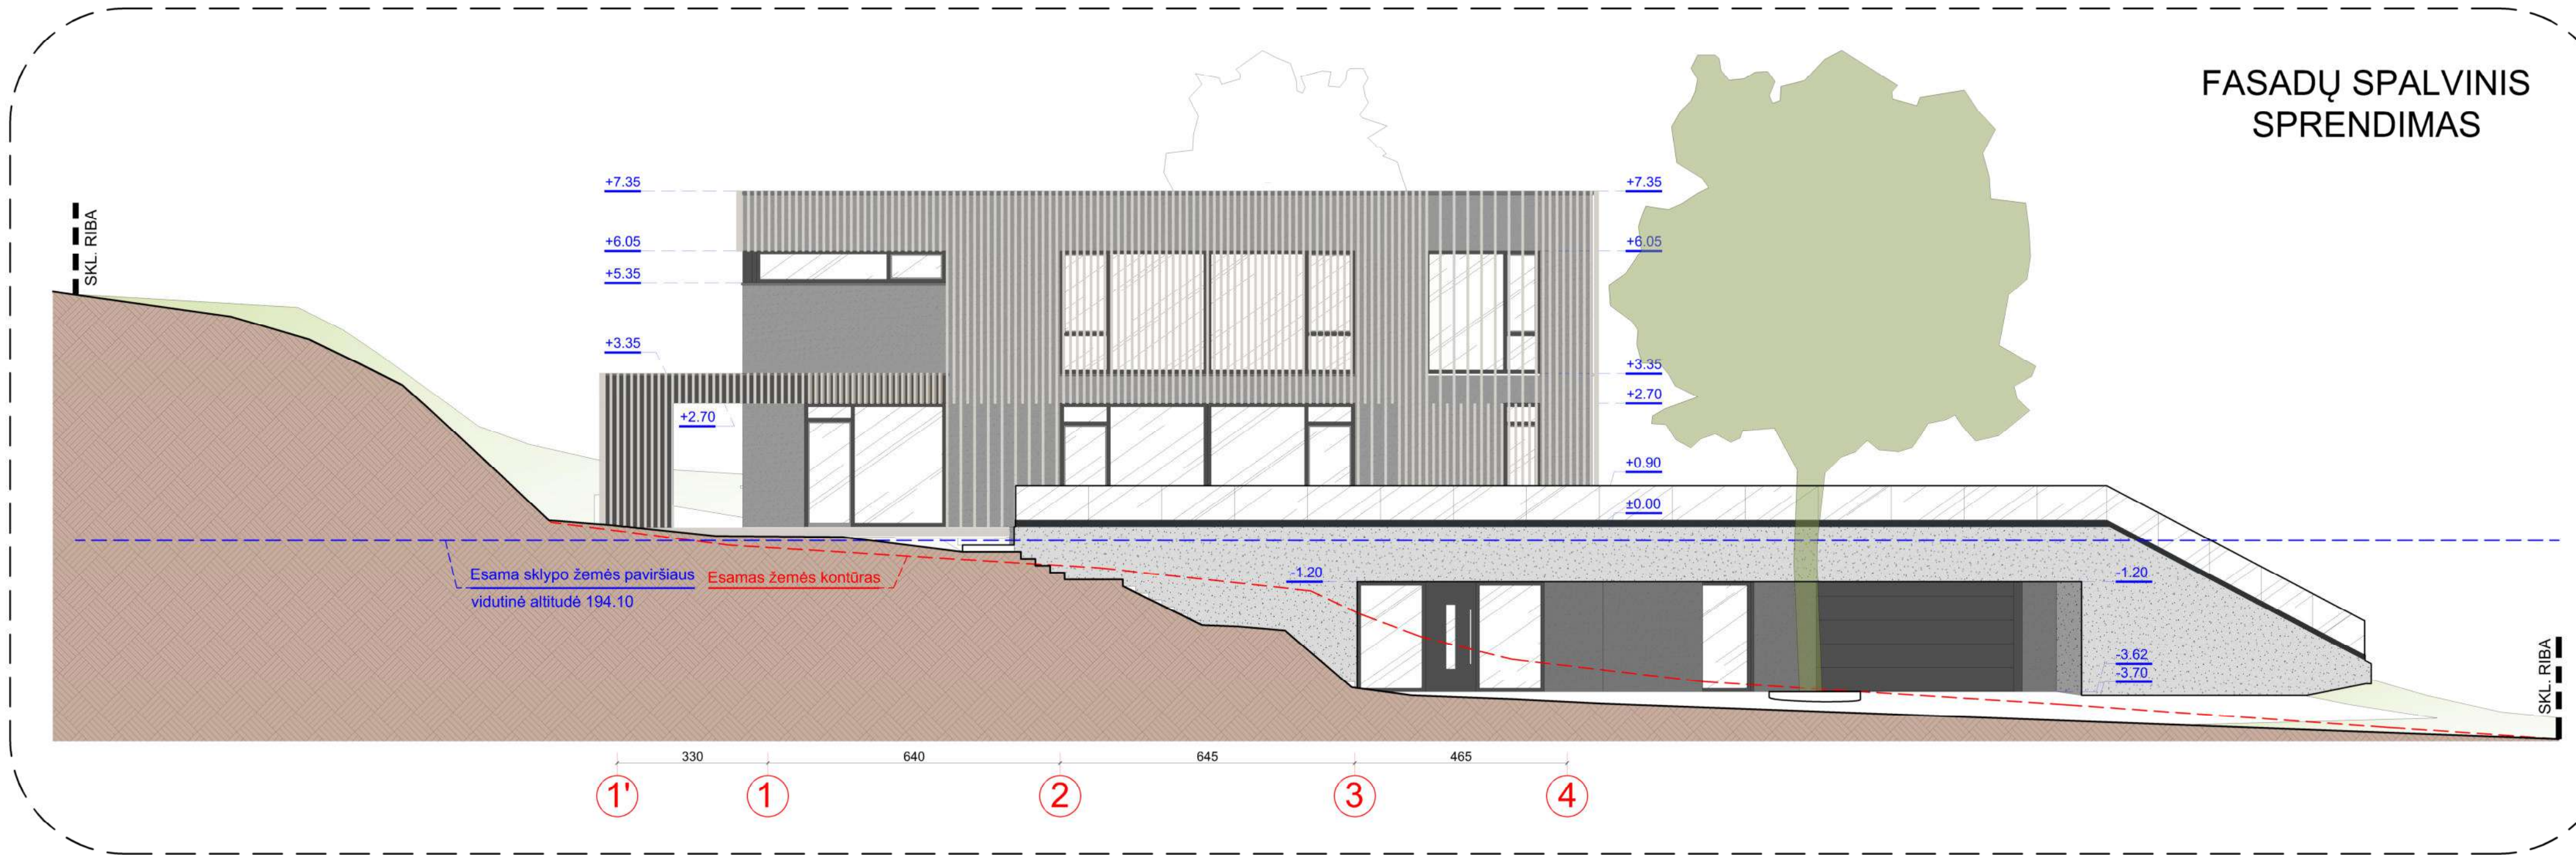 FASADŲ SPALVINIS
SPRENDIMAS
SKL. RIBA
+7.35
+6.05
+5.35
+3.35
+2.70
+7.35
+6.05
+3.35
+2.70
+0.90
±0.00
-1.20
-1.20
-3.62
-3.70
SKL. RIBA
Esama sklypo žemės paviršiaus
vidutinė altitudė 194.10
Esamas žemės kontūras
330 640 645 465
1' 1 2 3 4